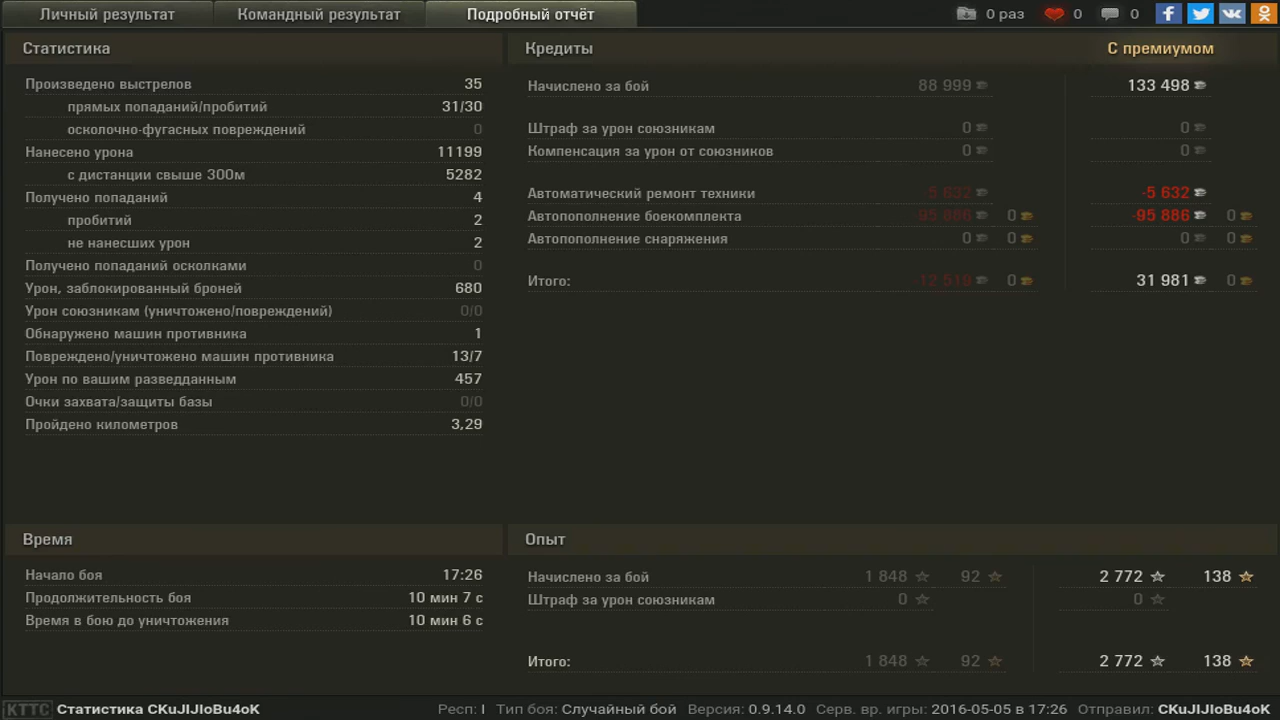 Личный результат Командный результат Подробный отчёт 0 раз 0 0
Статистика
Произведено выстрелов 35
прямых попаданий/пробитий 31/30
осколочно-фугасных повреждений 0
Нанесено урона 11199
с дистанции свыше 300м 5282
Получено попаданий 4
пробитий 2
не нанесших урон 2
Получено попаданий осколками 0
Урон, заблокированный броней 680
Урон союзникам (уничтожено/повреждений) 0/0
Обнаружено машин противника 1
Повреждено/уничтожено машин противника 13/7
Урон по вашим разведданным 457
Очки захвата/защиты базы 0/0
Пройдено километров 3,29
Кредиты С премиумом
Начислено за бой 88 999 133 498
Штраф за урон союзникам 0 0
Компенсация за урон от союзников 0 0
Автоматический ремонт техники -5 632 -5 632
Автопополнение боекомплекта -95 886 0 -95 886 0
Автопополнение снаряжения 0 0 0 0
Итого: -12 519 0 31 981 0
Время
Начало боя 17:26
Продолжительность боя 10 мин 7 с
Время в бою до уничтожения 10 мин 6 с
Опыт
Начислено за бой 1 848 92 2 772 138
Штраф за урон союзникам 0 0
Итого: 1 848 92 2 772 138
КТТС Статистика CKuJIJIoBu4oK Респ: I Тип боя: Случайный бой Версия: 0.9.14.0 Серв. вр. игры: 2016-05-05 в 17:26 Отправил: CKuJIJIoBu4oK